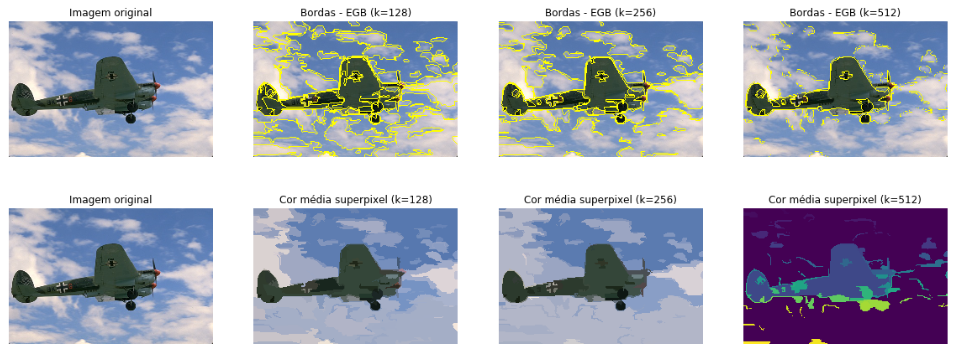 Imagem original
Bordas - EGB (k=128)
Bordas - EGB (k=256)
Bordas - EGB (k=512)
Imagem original
Cor média superpixel (k=128)
Cor média superpixel (k=256)
Cor média superpixel (k=512)